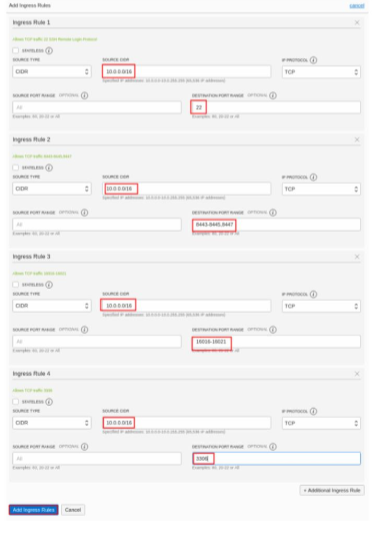 Add Ingress Rules
cancel
Ingress Rule 1
Allows TCP traffic 22 SSH Remote Login Protocol
STATELESS
SOURCE TYPE
SOURCE CIDR
IP PROTOCOL
CIDR
10.0.0.0/16
TCP
Specified IP addresses: 10.0.0.0-10.0.255.255 (65,536 IP addresses)
SOURCE PORT RANGE OPTIONAL
DESTINATION PORT RANGE OPTIONAL
All
22
Examples: 80, 20-22 or All
Examples: 80, 20-22 or All
Ingress Rule 2
STATELESS
SOURCE TYPE
SOURCE CIDR
IP PROTOCOL
CIDR
10.0.0.0/16
TCP
Specified IP addresses: 10.0.0.0-10.0.255.255 (65,536 IP addresses)
SOURCE PORT RANGE OPTIONAL
DESTINATION PORT RANGE OPTIONAL
All
8443-8445,8447
Examples: 80, 20-22 or All
Examples: 80, 20-22 or All
Ingress Rule 3
STATELESS
SOURCE TYPE
SOURCE CIDR
IP PROTOCOL
CIDR
10.0.0.0/16
TCP
Specified IP addresses: 10.0.0.0-10.0.255.255 (65,536 IP addresses)
SOURCE PORT RANGE OPTIONAL
DESTINATION PORT RANGE OPTIONAL
All
16016-16021
Examples: 80, 20-22 or All
Examples: 80, 20-22 or All
Ingress Rule 4
Allows TCP traffic 3306
STATELESS
SOURCE TYPE
SOURCE CIDR
IP PROTOCOL
CIDR
10.0.0.0/16
TCP
Specified IP addresses: 10.0.0.0-10.0.255.255 (65,536 IP addresses)
SOURCE PORT RANGE OPTIONAL
DESTINATION PORT RANGE OPTIONAL
All
3306
Examples: 80, 20-22 or All
Examples: 80, 20-22 or All
+ Additional Ingress Rule
Add Ingress Rules
Cancel